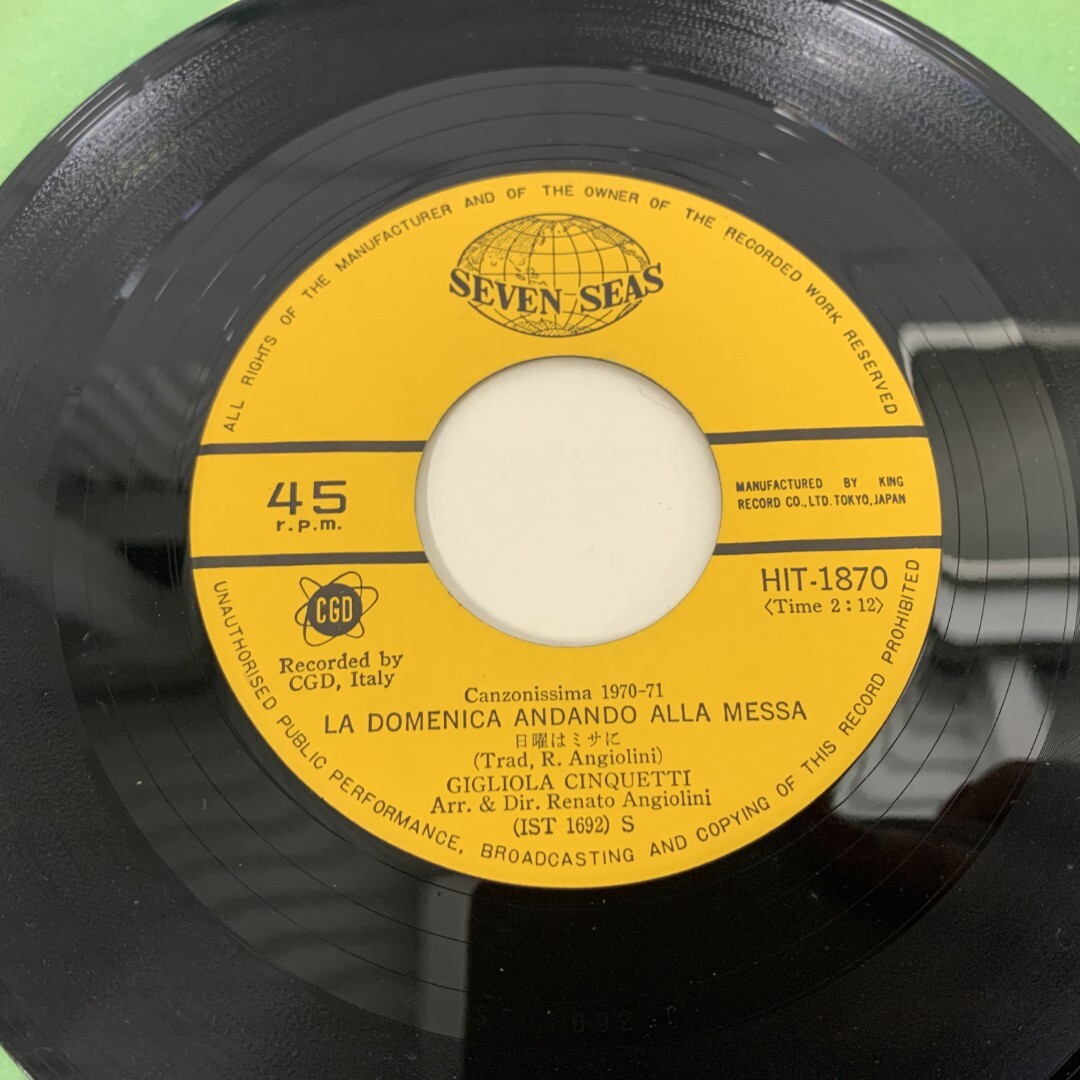 ALL RIGHTS OF THE MANUFACTURER AND OF THE OWNER OF THE RECORDED WORK RESERVED
SEVEN SEAS
45
r.p.m.
MANUFACTURED BY KING
RECORD CO., LTD. TOKYO, JAPAN
HIT-1870
〈Time 2:12〉
CGD
Recorded by
CGD, Italy
Canzonissima 1970-71
LA DOMENICA ANDANDO ALLA MESSA
日曜はミサに
(Trad, R. Angiolini)
GIGLIOLA CINQUETTI
Arr. & Dir. Renato Angiolini
(IST 1692) S
UNAUTHORISED PUBLIC PERFORMANCE, BROADCASTING AND COPYING OF THIS RECORD PROHIBITED